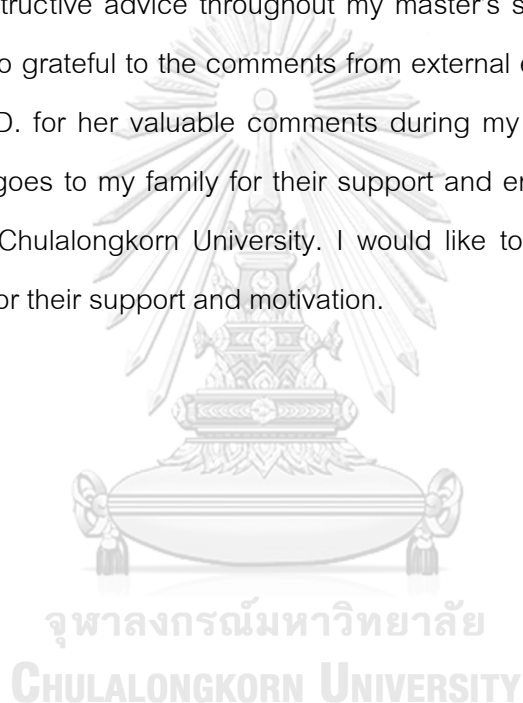 tructive advice throughout my master's s
o grateful to the comments from external e
D. for her valuable comments during my
goes to my family for their support and en
Chulalongkorn University. I would like to
or their support and motivation.
จุฬาลงกรณ์มหาวิทยาลัย
CHULALONGKORN UNIVERSITY